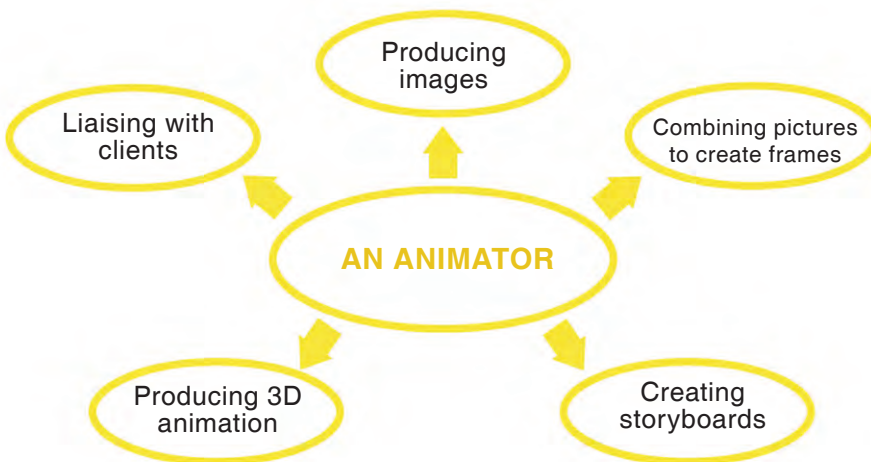 Producing
images
Liaising with
clients
Combining pictures
to create frames
AN ANIMATOR
Producing 3D
animation
Creating
storyboards